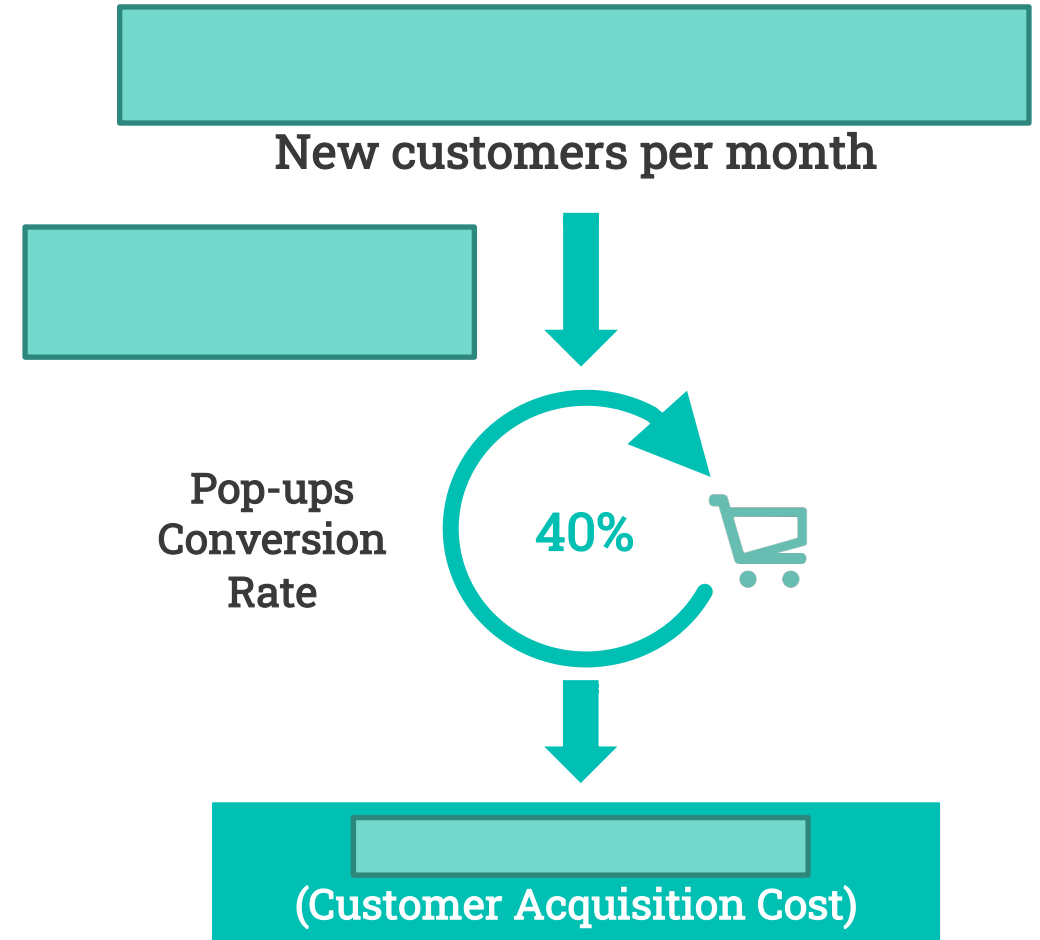 New customers per month
Pop-ups
Conversion
Rate
40%
(Customer Acquisition Cost)